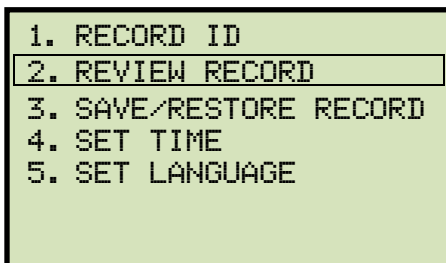 1. RECORD ID
2. REVIEW RECORD
3. SAVE/RESTORE RECORD
4. SET TIME
5. SET LANGUAGE